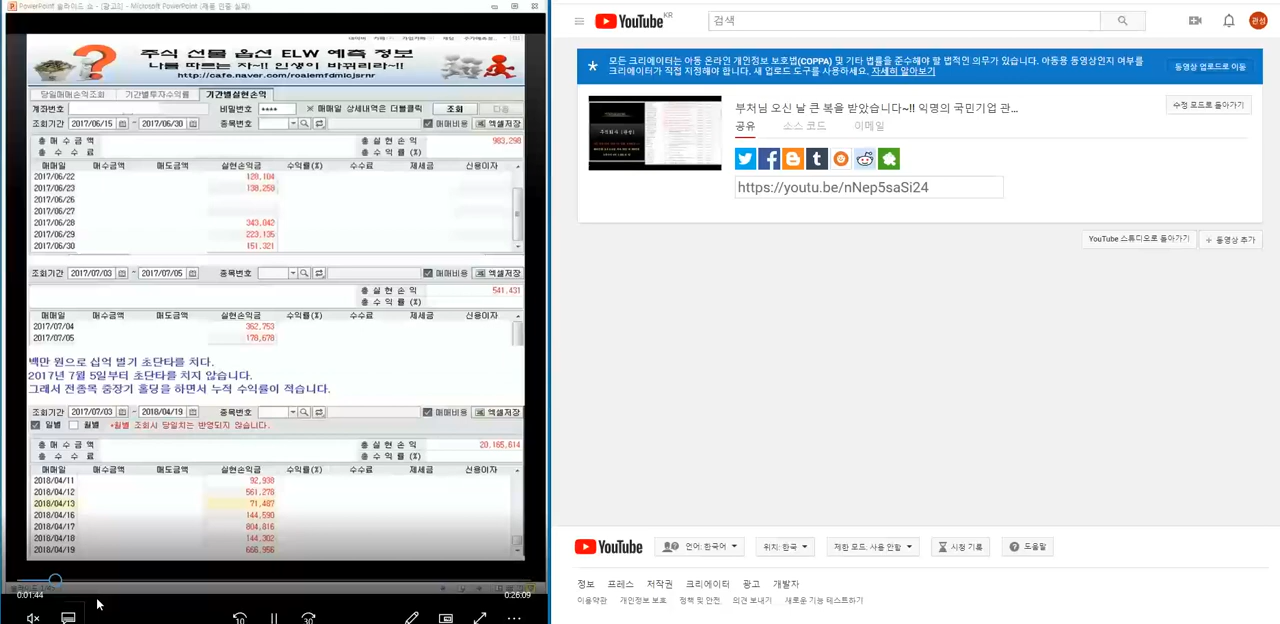 PowerPoint 슬라이드 쇼 - [광고] - Microsoft PowerPoint (제품 인증 실패)
주식 선물 옵션 ELW 예측 정보
나를 따르는 자~!! 인생이 바뀌리라~!!
http://cafe.naver.com/roalemfdmlcjsrnr
당일매매손익조회 기간별투자수익률 기간별실현손익
계좌번호 비밀번호 **** ※ 매매일 상세내역은 더블클릭 조회 다음
조회기간 2017/06/15 ~ 2017/06/30 종목번호 매매비용 엑셀저장
총 매 수 금 액 총 실 현 손 익 983,298
총 수 수 료 총 수 익 률 (%)
매매일 매수금액 매도금액 실현손익금 수익률(%) 수수료 제세금 신용이자
2017/06/22 128,104
2017/06/23 138,259
2017/06/26
2017/06/27
2017/06/28 343,042
2017/06/29 223,135
2017/06/30 151,321
조회기간 2017/07/03 ~ 2017/07/05 종목번호 매매비용 엑셀저장
총 실 현 손 익 541,431
총 수 익 률 (%)
매매일 매수금액 매도금액 실현손익금 수익률(%) 수수료 제세금 신용이자
2017/07/04 362,753
2017/07/05 178,678
백만 원으로 십억 벌기 초단타를 치다.
2017년 7월 5일부터 초단타를 치지 않습니다.
그래서 전종목 중장기 홀딩을 하면서 누적 수익률이 적습니다.
조회기간 2017/07/03 ~ 2018/04/19 종목번호 매매비용 엑셀저장
일별 월별 *월별 조회시 당일치는 반영되지 않습니다.
총 매 수 금 액 총 실 현 손 익 20,165,614
총 수 수 료 총 수 익 률 (%)
매매일 매수금액 매도금액 실현손익금 수익률(%) 수수료 제세금 신용이자
2018/04/11 92,938
2018/04/12 561,278
2018/04/13 71,487
2018/04/16 144,590
2018/04/17 804,816
2018/04/18 144,302
2018/04/19 666,956
0:01:44 0:26:09
10 30
YouTube KR 검색 관성
모든 크리에이터는 아동 온라인 개인정보 보호법(COPPA) 및 기타 법률을 준수해야 할 법적인 의무가 있습니다. 아동용 동영상인지 여부를
크리에이터가 직접 지정해야 합니다. 새 업로드 도구를 사용하세요. 자세히 알아보기
동영상 업로드로 이동
부처님 오신 날 큰 복을 받았습니다~!! 익명의 국민기업 관...
수정 모드로 돌아가기
공유 소스 코드 이메일
https://youtu.be/nNep5saSi24
YouTube 스튜디오로 돌아가기 + 동영상 추가
YouTube 언어: 한국어 위치: 한국 제한 모드: 사용 안함 시청 기록 도움말
정보 프레스 저작권 크리에이터 광고 개발자
이용약관 개인정보 보호 정책 및 안전 의견 보내기 새로운 기능 테스트하기